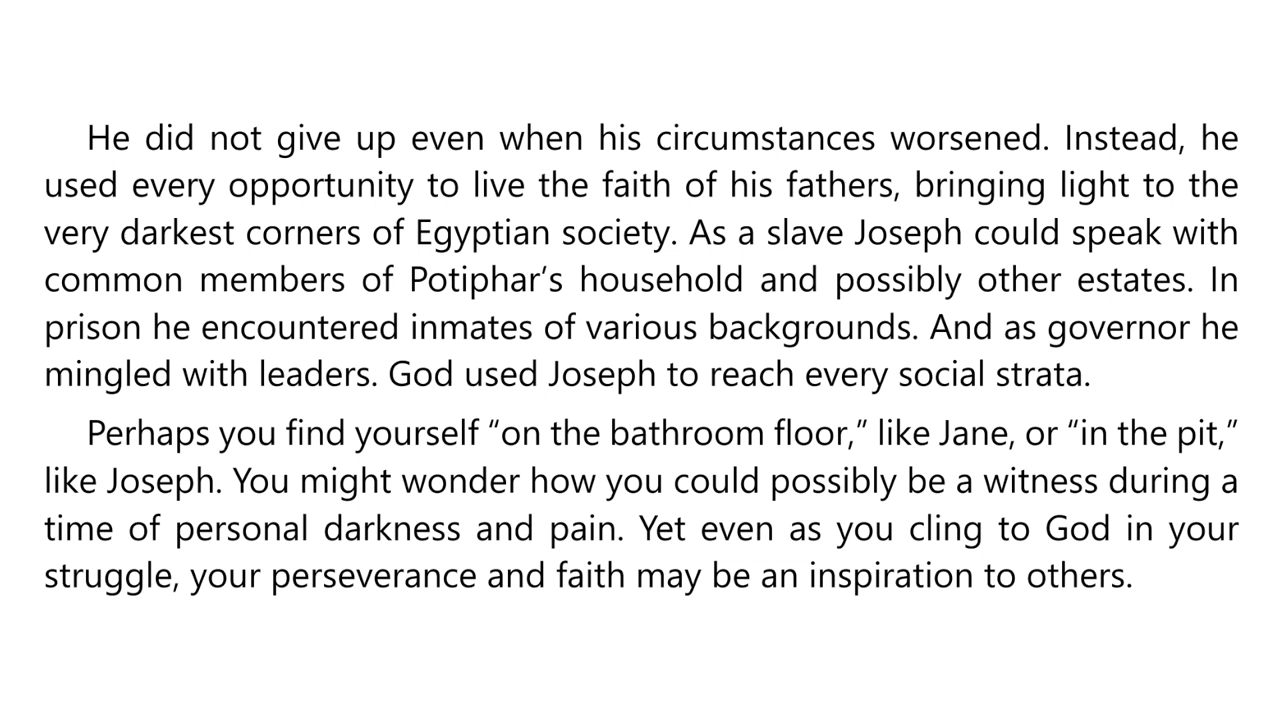 He did not give up even when his circumstances worsened. Instead, he
used every opportunity to live the faith of his fathers, bringing light to the
very darkest corners of Egyptian society. As a slave Joseph could speak with
common members of Potiphar’s household and possibly other estates. In
prison he encountered inmates of various backgrounds. And as governor he
mingled with leaders. God used Joseph to reach every social strata.
Perhaps you find yourself “on the bathroom floor,” like Jane, or “in the pit,”
like Joseph. You might wonder how you could possibly be a witness during a
time of personal darkness and pain. Yet even as you cling to God in your
struggle, your perseverance and faith may be an inspiration to others.